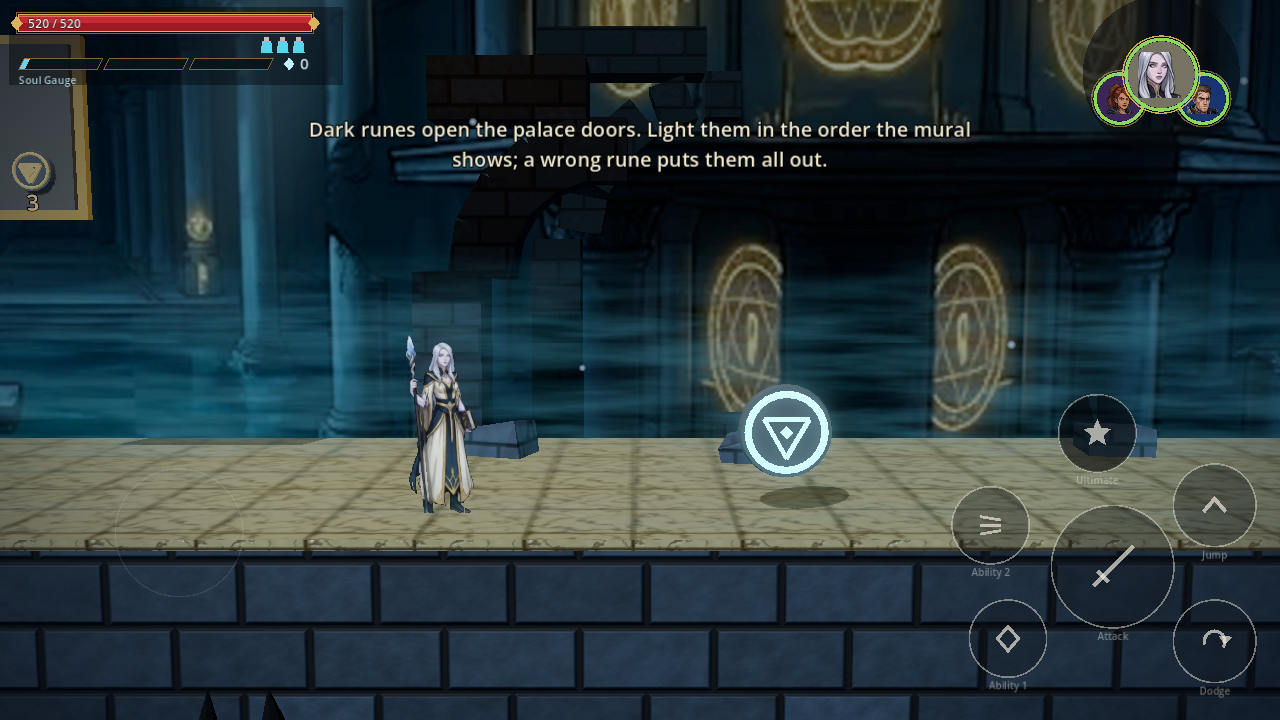 520 / 520
0
Soul Gauge
Dark runes open the palace doors. Light them in the order the mural
shows; a wrong rune puts them all out.
3
Ultimate
Jump
Ability 2
Attack
Ability 1
Dodge